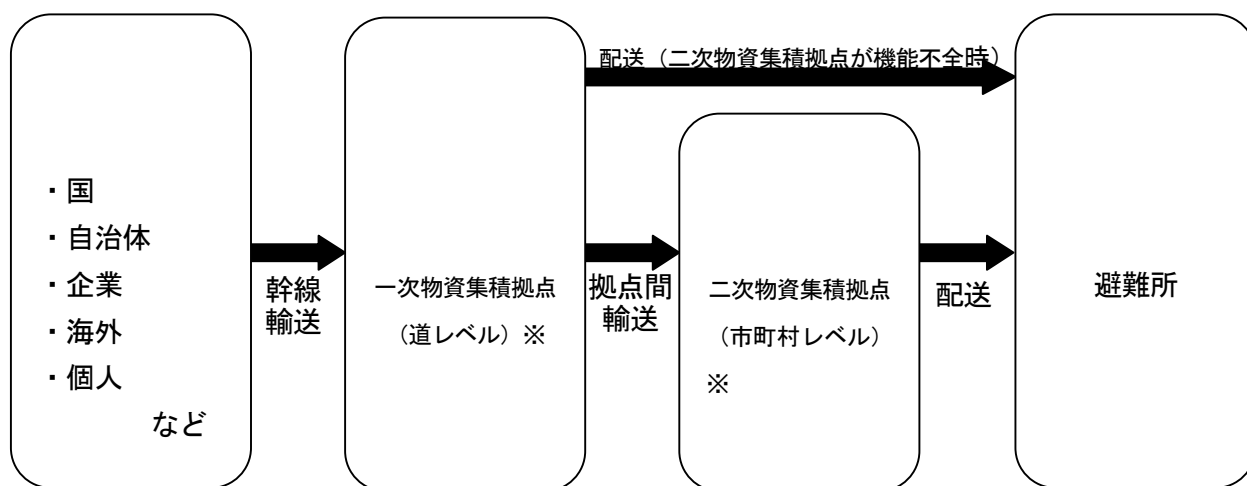 配送（二次物資集積拠点が機能不全時）
・国
・自治体
・企業
・海外
・個人
など
幹線
輸送
一次物資集積拠点
（道レベル）※
拠点間
輸送
二次物資集積拠点
（市町村レベル）
※
配送
避難所